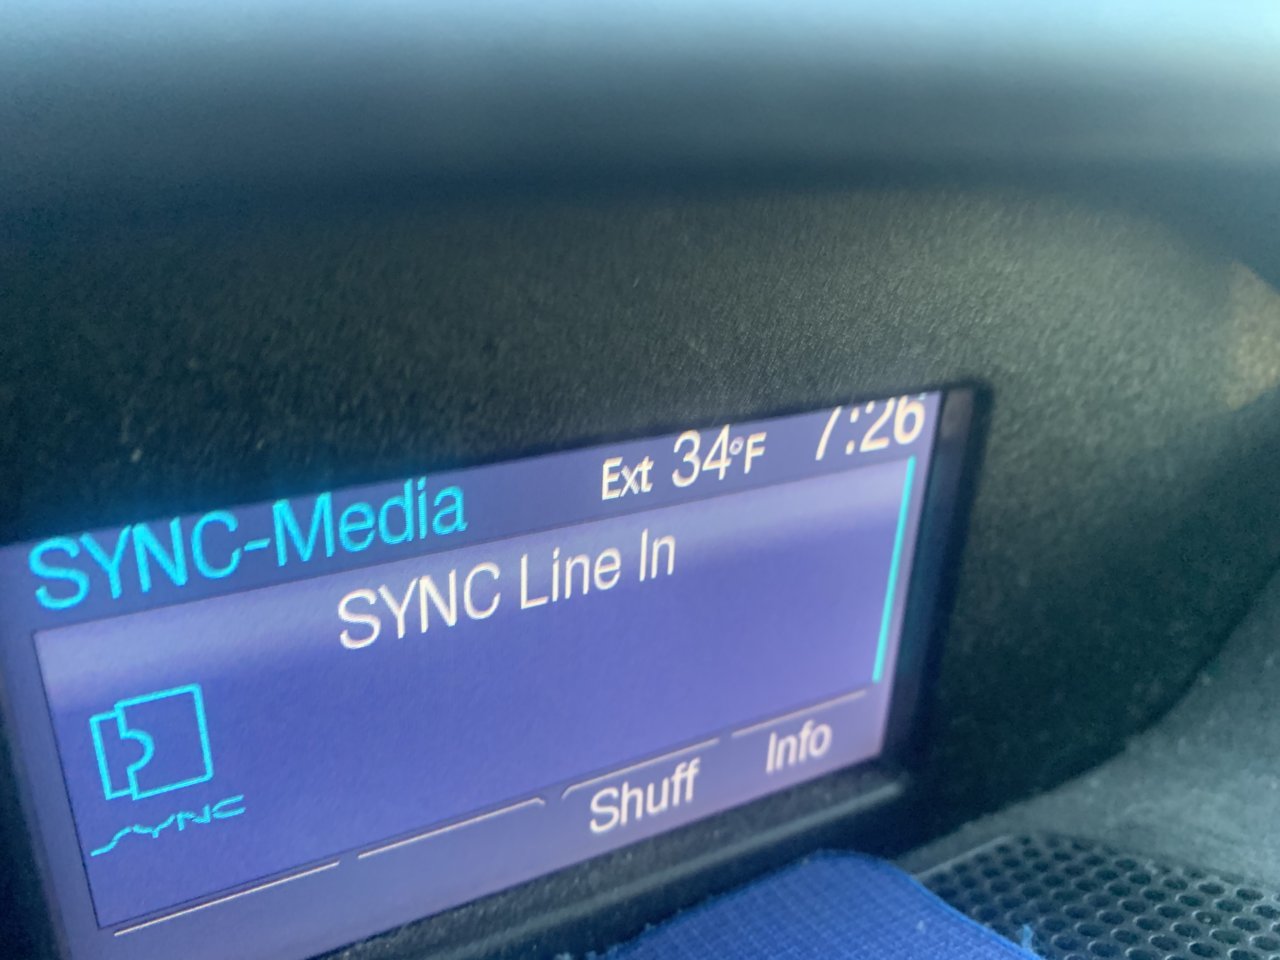 SYNC-Media Ext 34°F 7:26
SYNC Line In
SYNC
Shuff Info